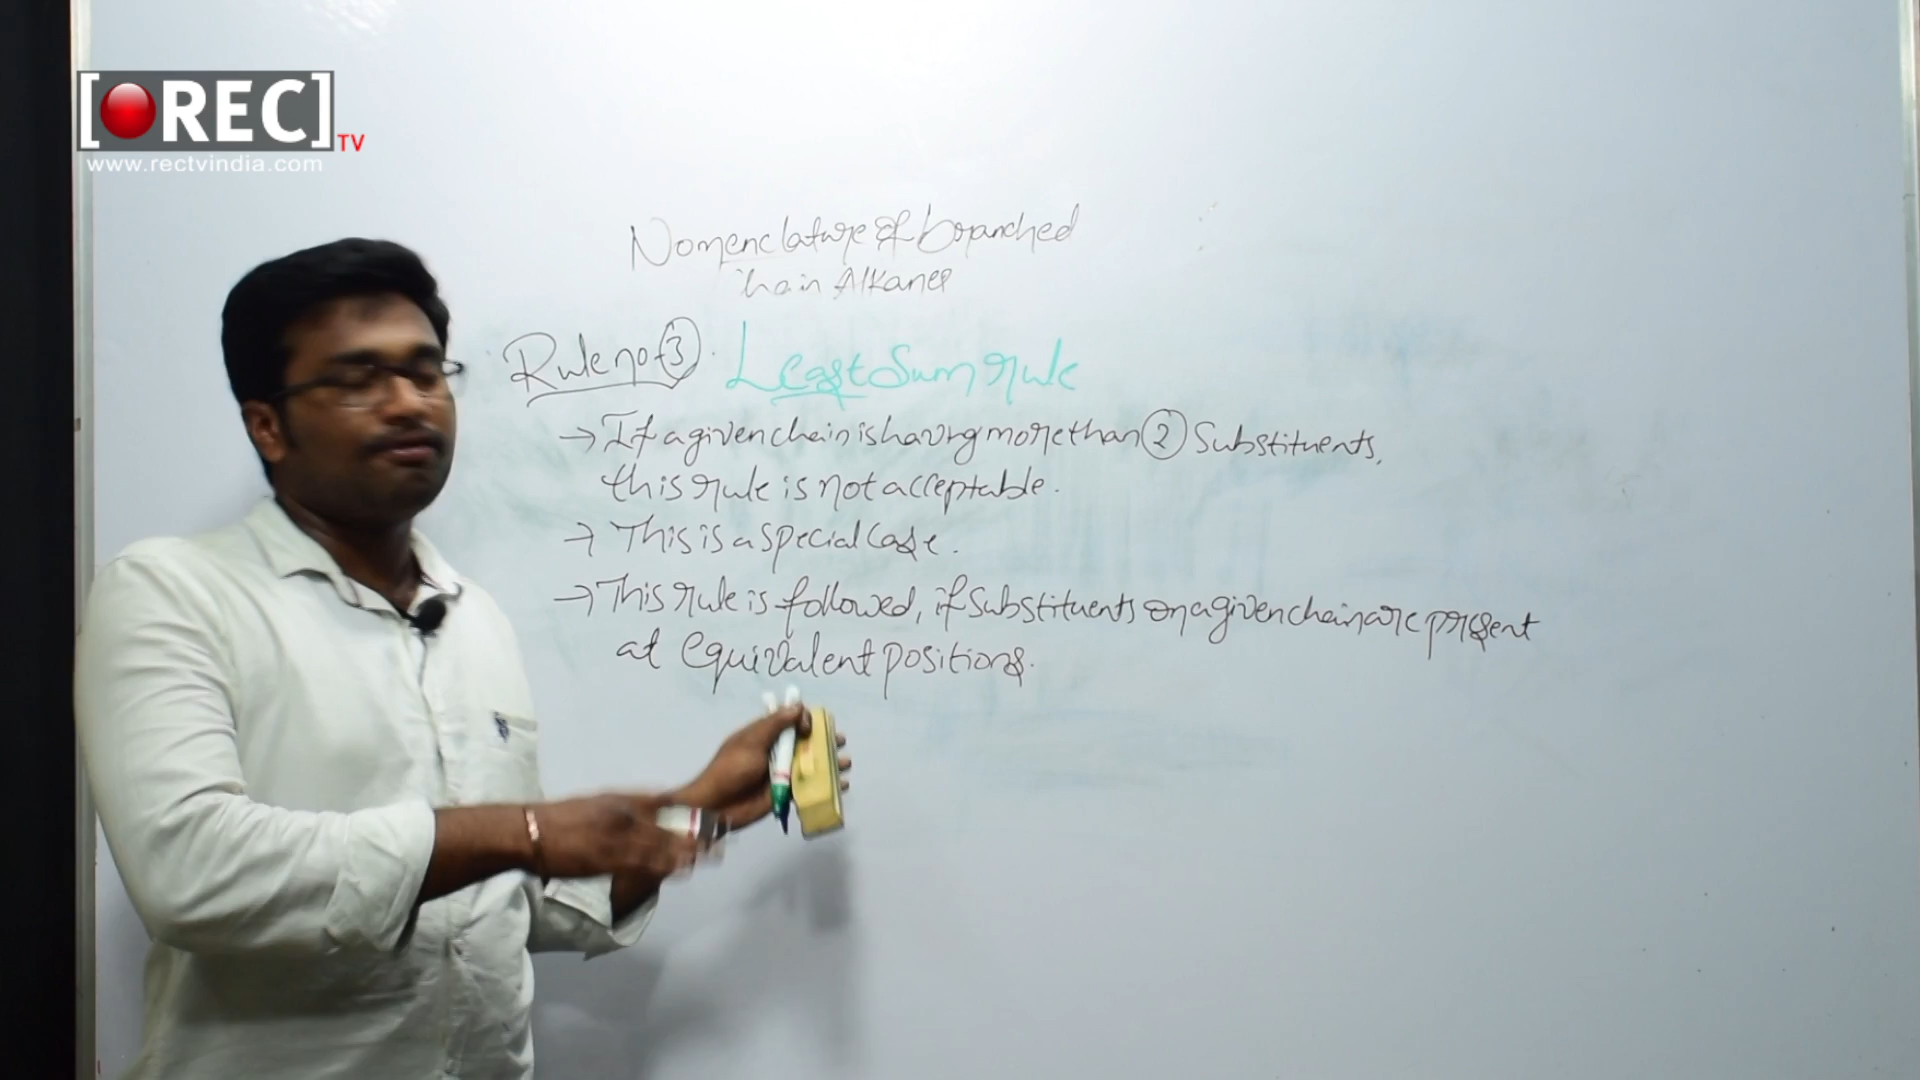 [REC]
TV
www.rectvindia.com
Nomenclature of branched
chain Alkanes
Rule no 3. Least Sum rule
→ If a given chain is having more than 2 Substituents,
this rule is not acceptable.
→ This is a special case.
→ This rule is followed, if substituents on a given chain are present
at equivalent positions.